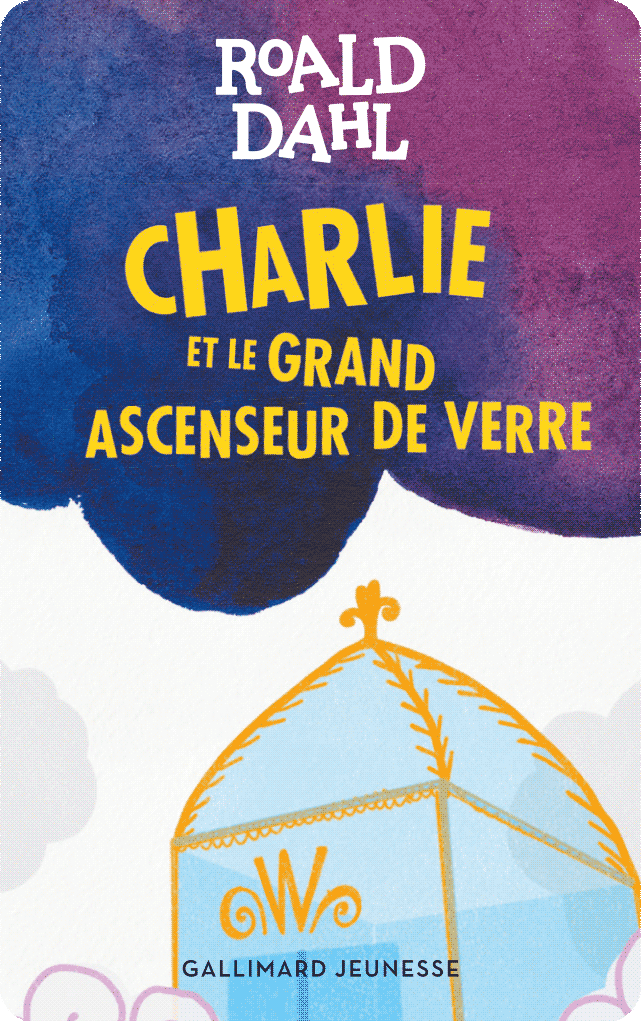 ROALD
DAHL
CHARLIE
ET LE GRAND
ASCENSEUR DE VERRE
W
GALLIMARD JEUNESSE